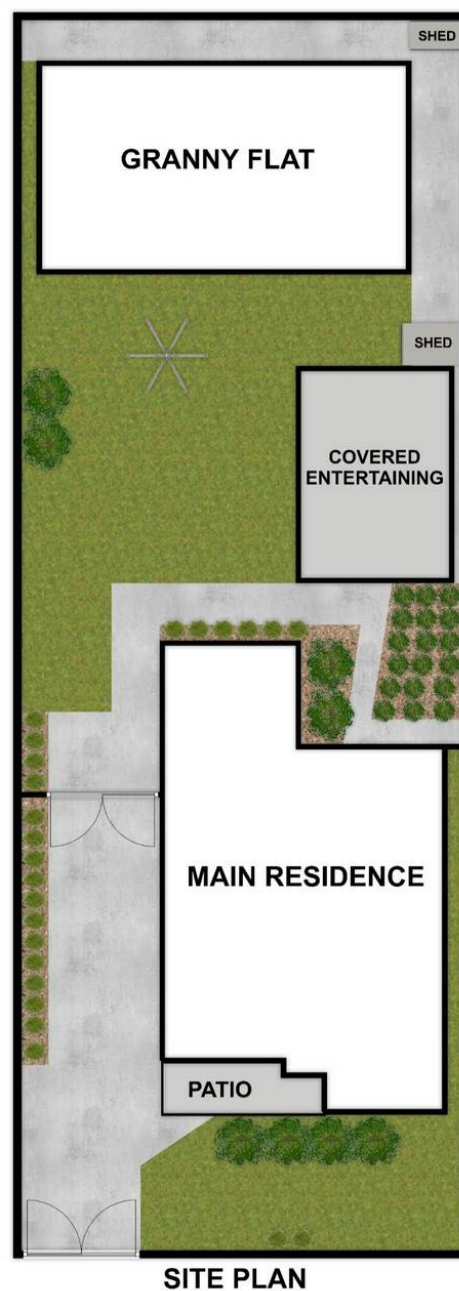 SHED
GRANNY FLAT
SHED
COVERED
ENTERTAINING
MAIN RESIDENCE
PATIO
SITE PLAN